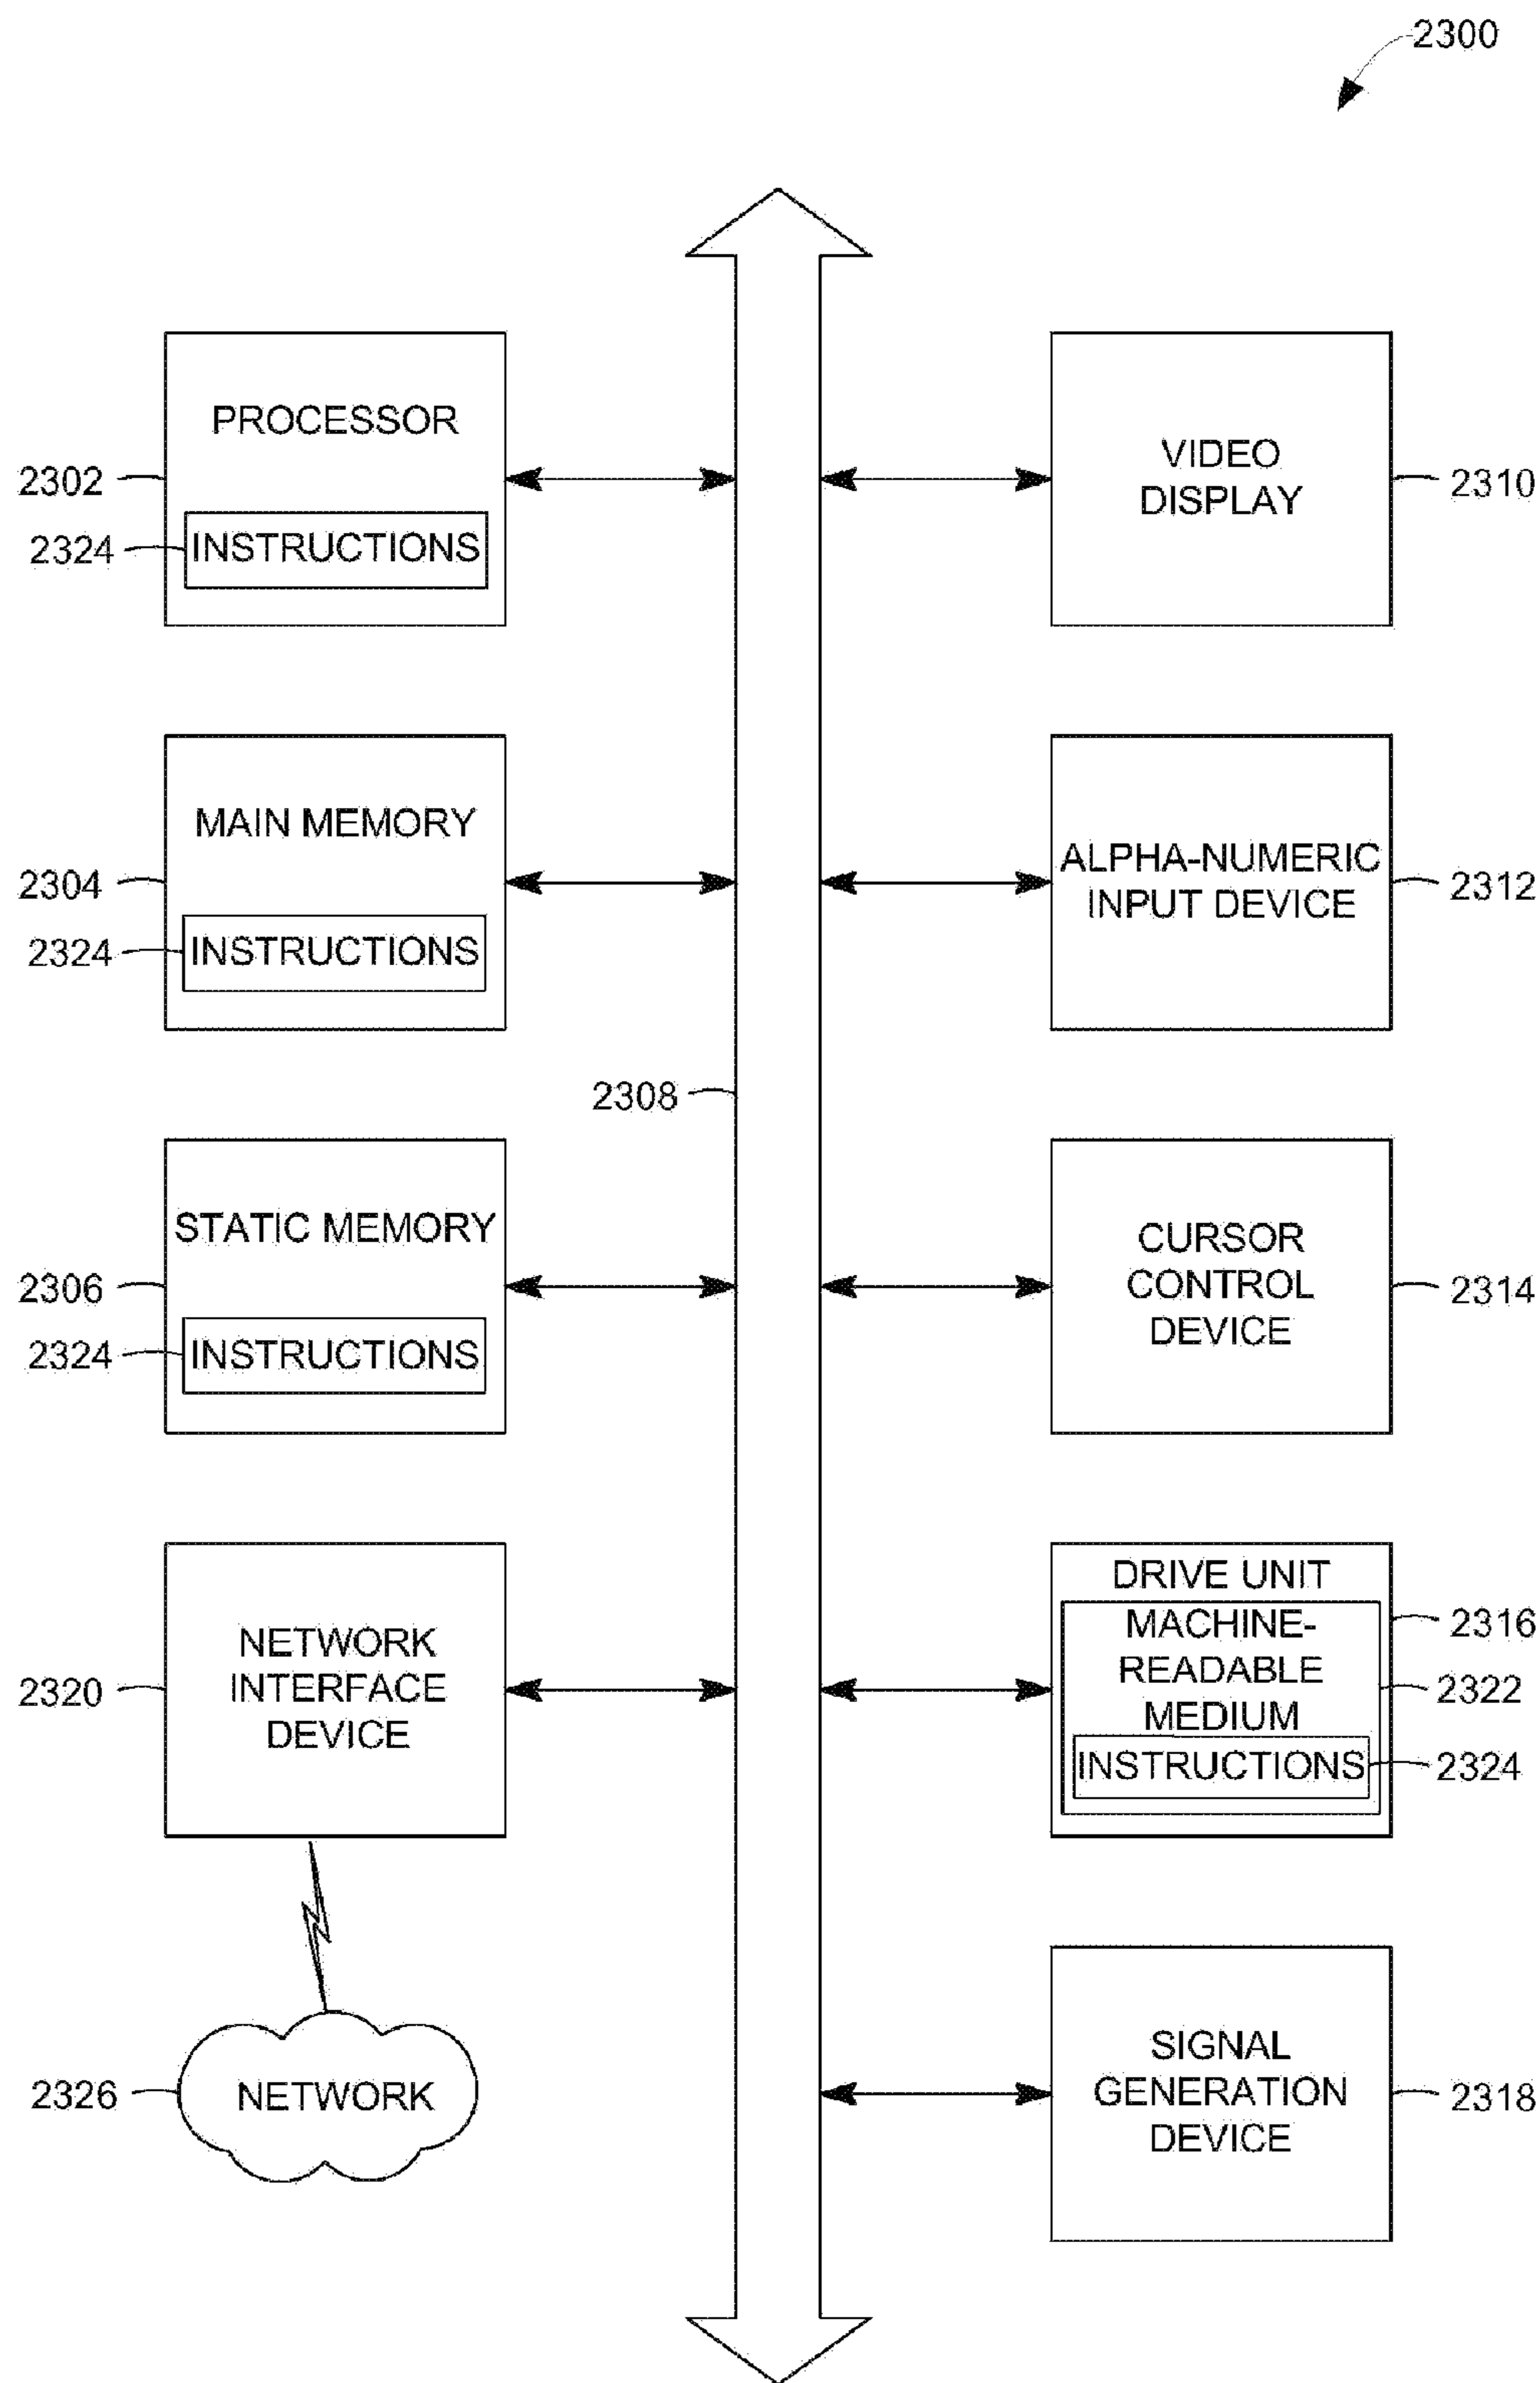 2300
PROCESSOR
2302
2324
INSTRUCTIONS
VIDEO
DISPLAY
2310
MAIN MEMORY
2304
2324
INSTRUCTIONS
ALPHA-NUMERIC
INPUT DEVICE
2312
2308
STATIC MEMORY
2306
2324
INSTRUCTIONS
CURSOR
CONTROL
DEVICE
2314
NETWORK
INTERFACE
DEVICE
2320
DRIVE UNIT
2316
MACHINE-
READABLE
MEDIUM
2322
INSTRUCTIONS
2324
NETWORK
2326
SIGNAL
GENERATION
DEVICE
2318